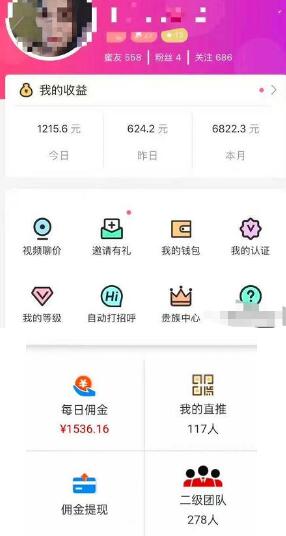 蜜友 558 | 粉丝 4 | 关注 686
我的收益
1215.6 元 624.2 元 6822.3 元
今日 昨日 本月
视频聊价 邀请有礼 我的钱包 我的认证
Hi ?
我的等级 自动打招呼 贵族中心
每日佣金 我的直推
¥1536.16 117人
佣金提现 二级团队
278人